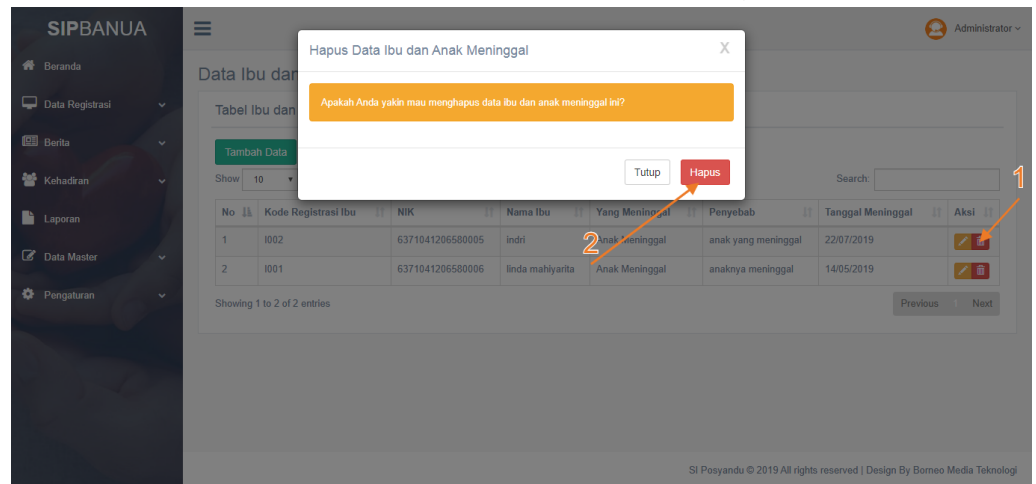 SIPBANUA
Administrator
Beranda
Data Registrasi
Berita
Kehadiran
Laporan
Data Master
Pengaturan
Hapus Data Ibu dan Anak Meninggal X
Apakah Anda yakin mau menghapus data ibu dan anak meninggal ini?
Tutup Hapus
Data Ibu dan
Tabel Ibu dan
Tambah Data
Show 10 Search:
1
No Kode Registrasi Ibu NIK Nama Ibu Yang Meninggal Penyebab Tanggal Meninggal Aksi
1 I002 6371041206580005 indri Anak Meninggal anak yang meninggal 22/07/2019
2
2 I001 6371041206580006 linda mahiyarita Anak Meninggal anaknya meninggal 14/05/2019
Showing 1 to 2 of 2 entries
Previous 1 Next
SI Posyandu © 2019 All rights reserved | Design By Borneo Media Teknologi